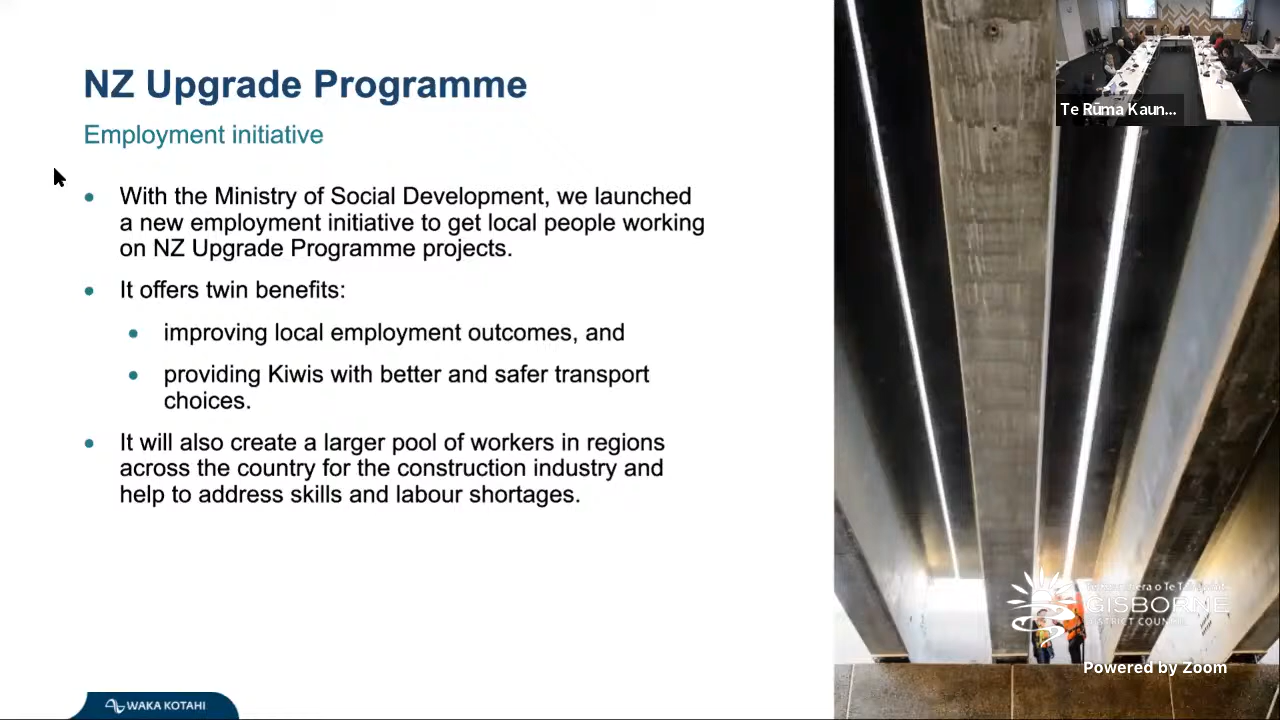 NZ Upgrade Programme
Employment initiative
• With the Ministry of Social Development, we launched
a new employment initiative to get local people working
on NZ Upgrade Programme projects.
• It offers twin benefits:
• improving local employment outcomes, and
• providing Kiwis with better and safer transport
choices.
• It will also create a larger pool of workers in regions
across the country for the construction industry and
help to address skills and labour shortages.
WAKA KOTAHI
Te Rūma Kaun...
GISBORNE
DISTRICT COUNCIL
Powered by Zoom